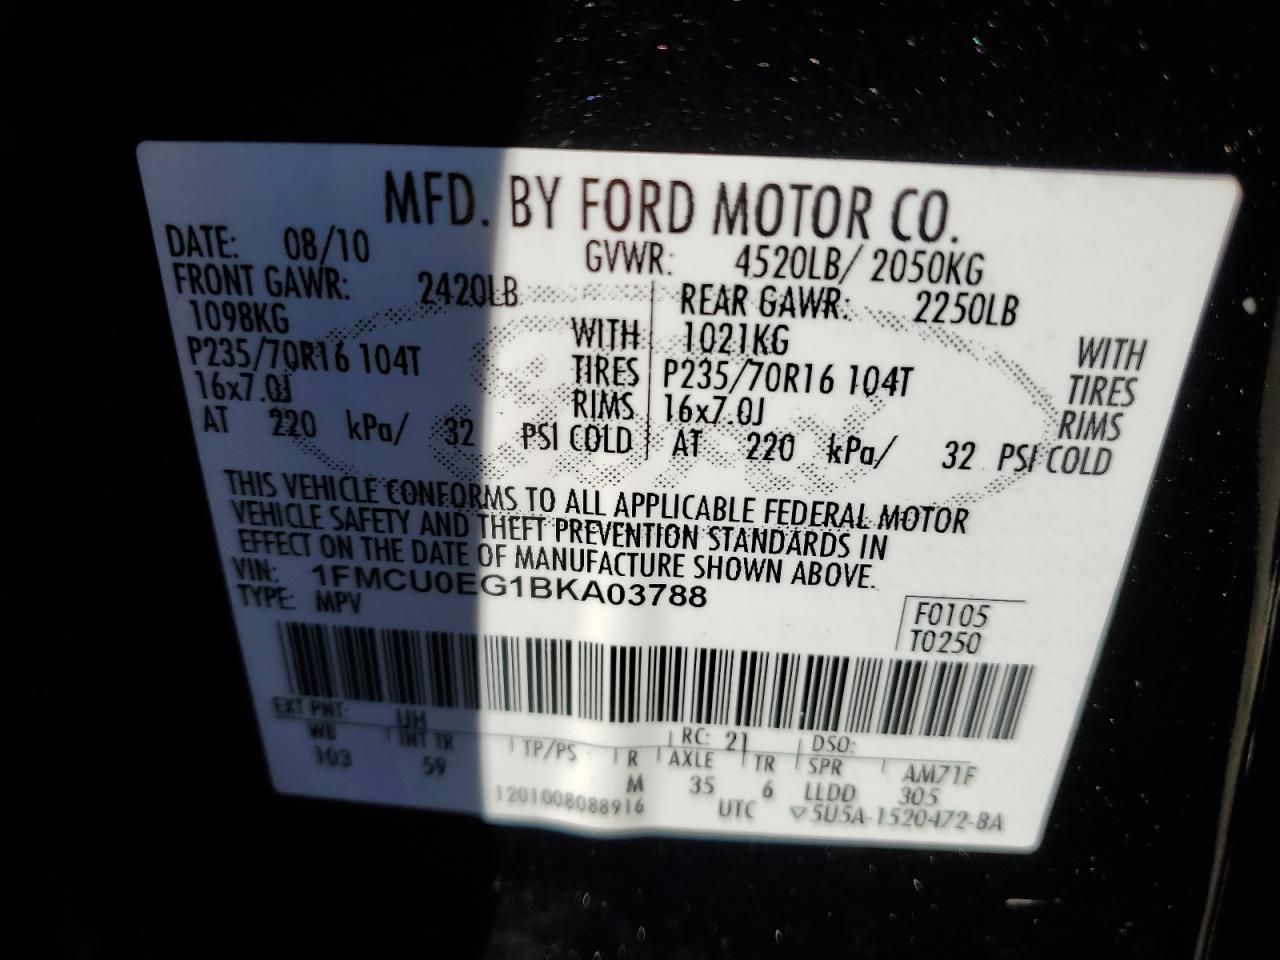 MFD. BY FORD MOTOR CO.
DATE: 08/10 GVWR: 4520LB/ 2050KG
FRONT GAWR: 2420LB REAR GAWR: 2250LB
1098KG WITH 1021KG WITH
P235/70R16 104T TIRES P235/70R16 104T TIRES
16x7.0J RIMS 16x7.0J RIMS
AT 220 kPa/ 32 PSI COLD AT 220 kPa/ 32 PSI COLD
THIS VEHICLE CONFORMS TO ALL APPLICABLE FEDERAL MOTOR
VEHICLE SAFETY AND THEFT PREVENTION STANDARDS IN
EFFECT ON THE DATE OF MANUFACTURE SHOWN ABOVE.
VIN: 1FMCU0EG1BKA03788
TYPE: MPV
F0105
T0250
EXT PNT: UH RC: 21 DSO:
WB INT TR TP/PS R AXLE TR SPR AM71F
103 59 M 35 6 LLDD 305
1201008088916 UTC ▽5U5A-1520472-BA